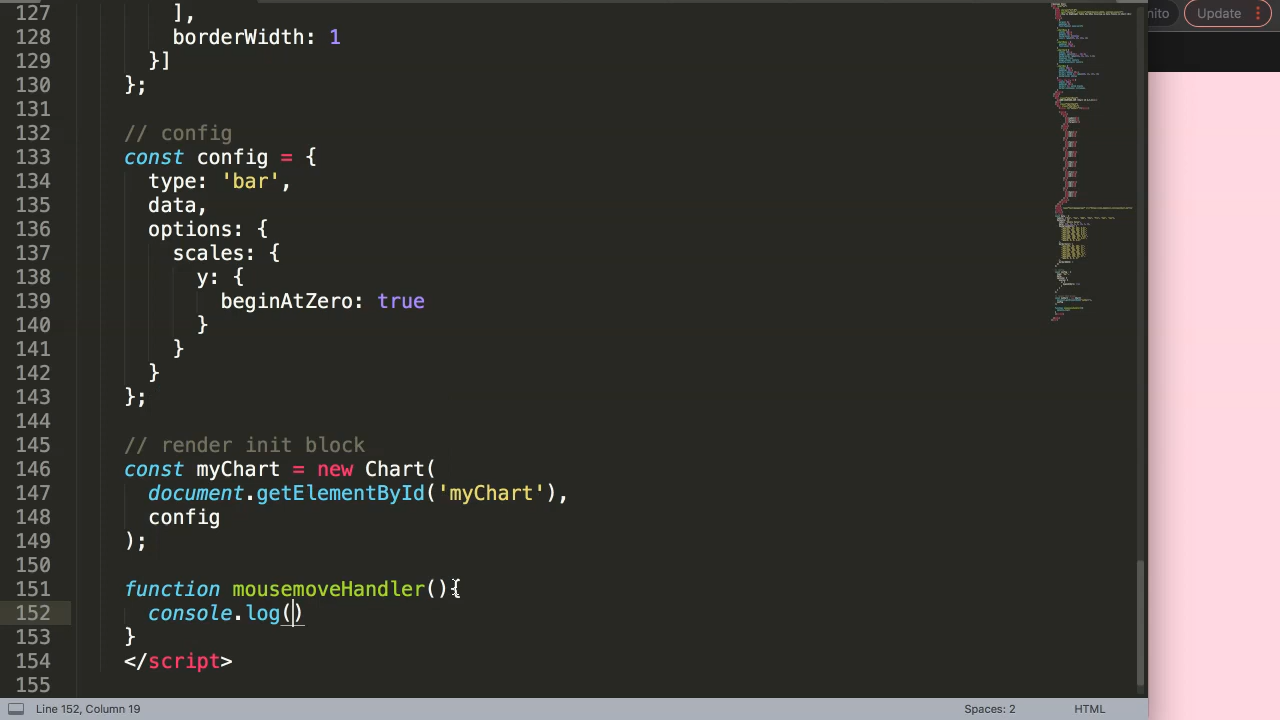 nito
Update
127 ],
128 borderWidth: 1
129 }]
130 };
131
132 // config
133 const config = {
134 type: 'bar',
135 data,
136 options: {
137 scales: {
138 y: {
139 beginAtZero: true
140 }
141 }
142 }
143 };
144
145 // render init block
146 const myChart = new Chart(
147 document.getElementById('myChart'),
148 config
149 );
150
151 function mousemoveHandler(){
152 console.log()
153 }
154 </script>
155
Line 152, Column 19
Spaces: 2
HTML